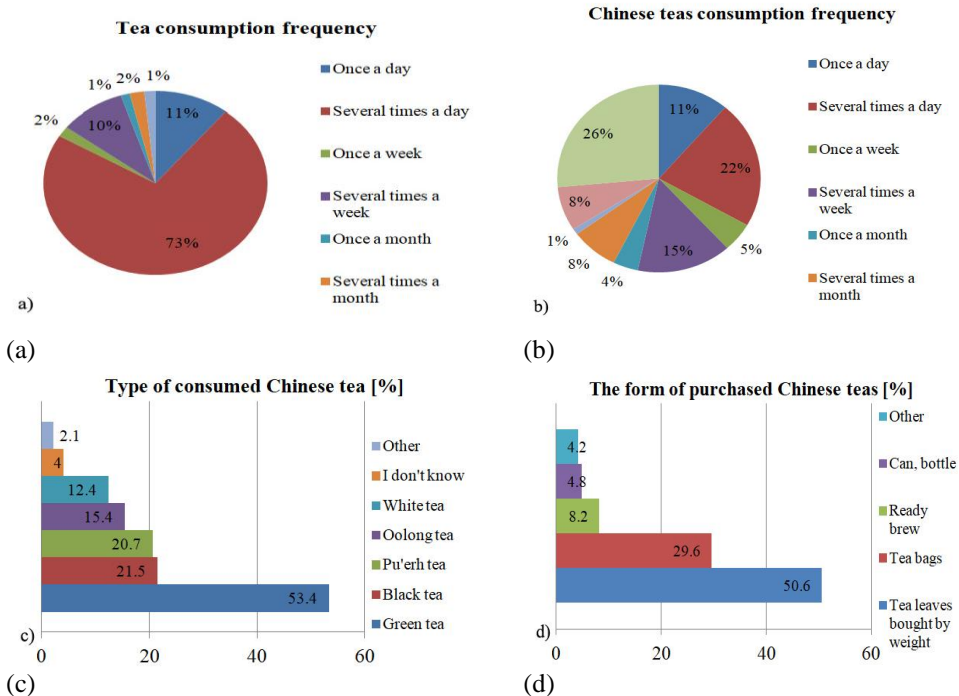 Tea consumption frequency
1%
2%
1%
11%
2%
10%
73%
Once a day
Several times a day
Once a week
Several times a
week
Once a month
Several times a
month
a)
(a)
Chinese teas consumption frequency
11%
26%
22%
8%
1%
8%
4%
15%
5%
Once a day
Several times a day
Once a week
Several times a
week
Once a month
Several times a
month
b)
(b)
Type of consumed Chinese tea [%]
2.1
4
12.4
15.4
20.7
21.5
53.4
Other
I don't know
White tea
Oolong tea
Pu'erh tea
Black tea
Green tea
c)
0 20 40 60
(c)
The form of purchased Chinese teas [%]
4.2
4.8
8.2
29.6
50.6
Other
Can, bottle
Ready
brew
Tea bags
Tea leaves
bought by
weight
d)
0 20 40 60
(d)